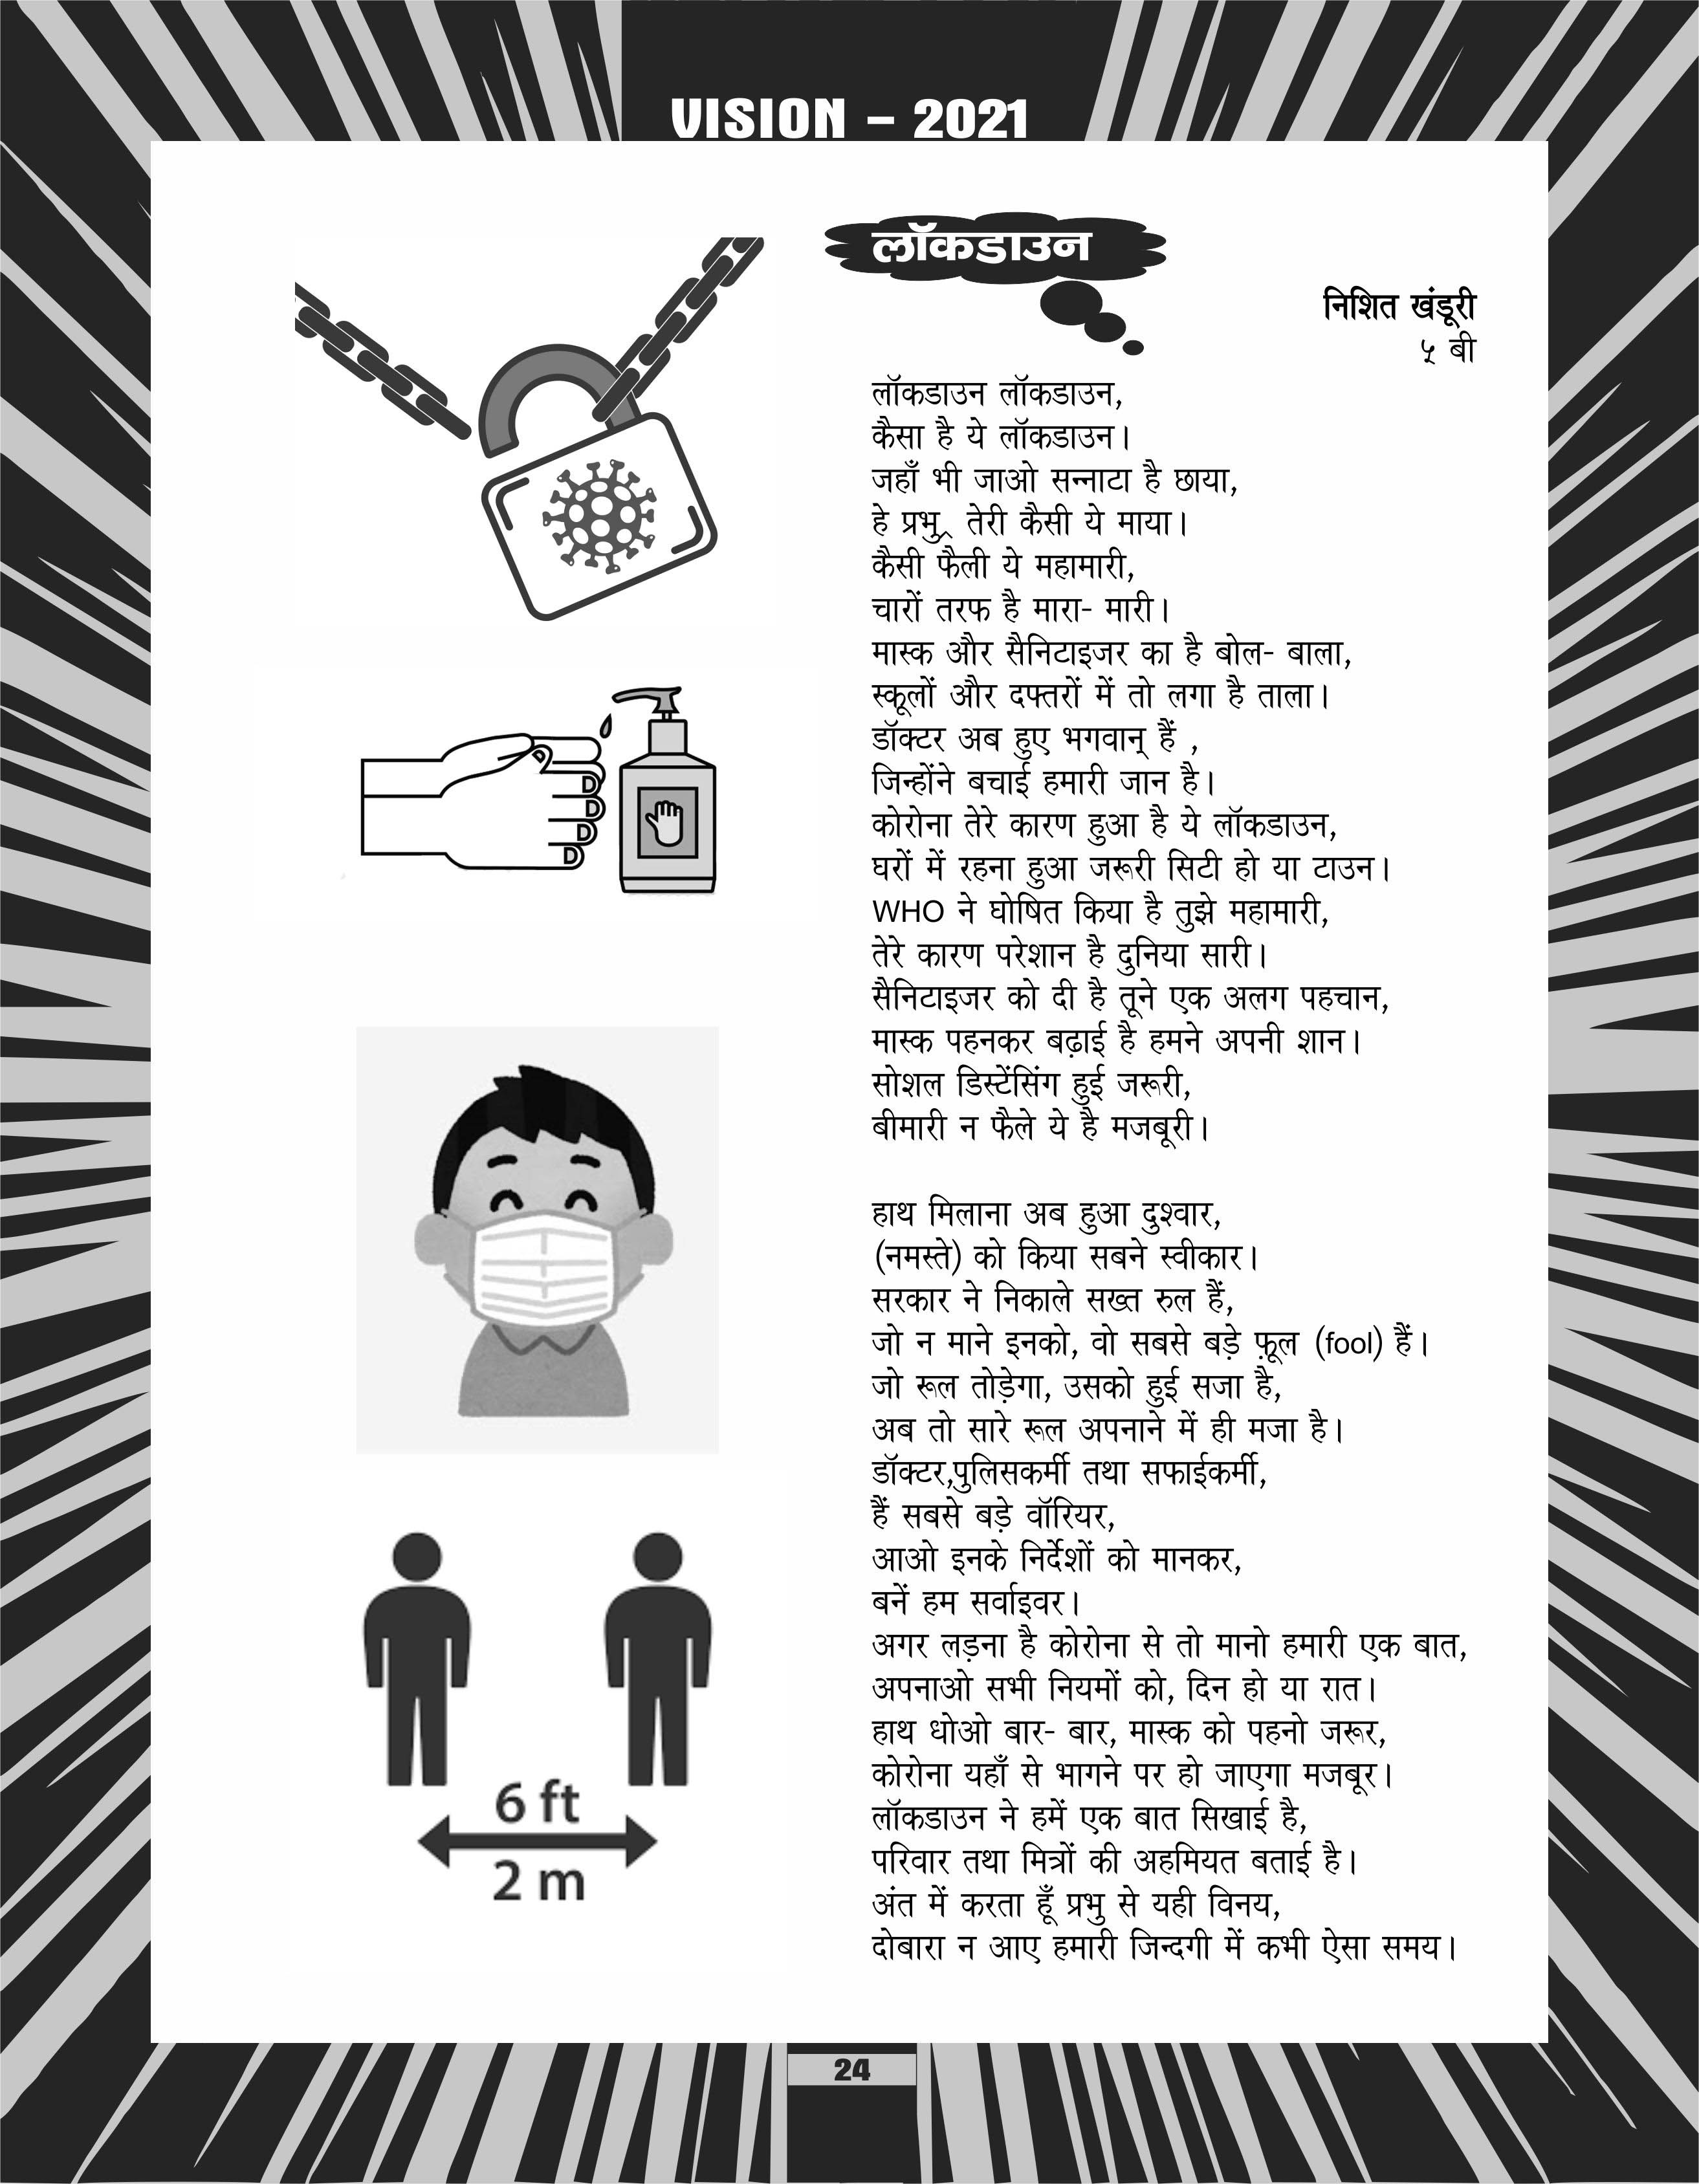 VISION – 2021
लॉकडाउन
निशित खंडूरी
५ बी
लॉकडाउन लॉकडाउन,
कैसा है ये लॉकडाउन।
जहाँ भी जाओ सन्नाटा है छाया,
हे प्रभु, तेरी कैसी ये माया।
कैसी फैली ये महामारी,
चारों तरफ है मारा- मारी।
मास्क और सैनिटाइजर का है बोल- बाला,
स्कूलों और दफ्तरों में तो लगा है ताला।
डॉक्टर अब हुए भगवान् हैं ,
जिन्होंने बचाई हमारी जान है।
कोरोना तेरे कारण हुआ है ये लॉकडाउन,
घरों में रहना हुआ जरूरी सिटी हो या टाउन।
WHO ने घोषित किया है तुझे महामारी,
तेरे कारण परेशान है दुनिया सारी।
सैनिटाइजर को दी है तूने एक अलग पहचान,
मास्क पहनकर बढ़ाई है हमने अपनी शान।
सोशल डिस्टेंसिंग हुई जरूरी,
बीमारी न फैले ये है मजबूरी।
हाथ मिलाना अब हुआ दुश्वार,
(नमस्ते) को किया सबने स्वीकार।
सरकार ने निकाले सख्त रुल हैं,
जो न माने इनको, वो सबसे बड़े फ़ूल (fool) हैं।
जो रूल तोड़ेगा, उसको हुई सजा है,
अब तो सारे रूल अपनाने में ही मजा है।
डॉक्टर,पुलिसकर्मी तथा सफाईकर्मी,
हैं सबसे बड़े वॉरियर,
आओ इनके निर्देशों को मानकर,
बनें हम सर्वाइवर।
अगर लड़ना है कोरोना से तो मानो हमारी एक बात,
अपनाओ सभी नियमों को, दिन हो या रात।
हाथ धोओ बार- बार, मास्क को पहनो जरूर,
कोरोना यहाँ से भागने पर हो जाएगा मजबूर।
लॉकडाउन ने हमें एक बात सिखाई है,
परिवार तथा मित्रों की अहमियत बताई है।
अंत में करता हूँ प्रभु से यही विनय,
दोबारा न आए हमारी जिन्दगी में कभी ऐसा समय।
6 ft
2 m
24